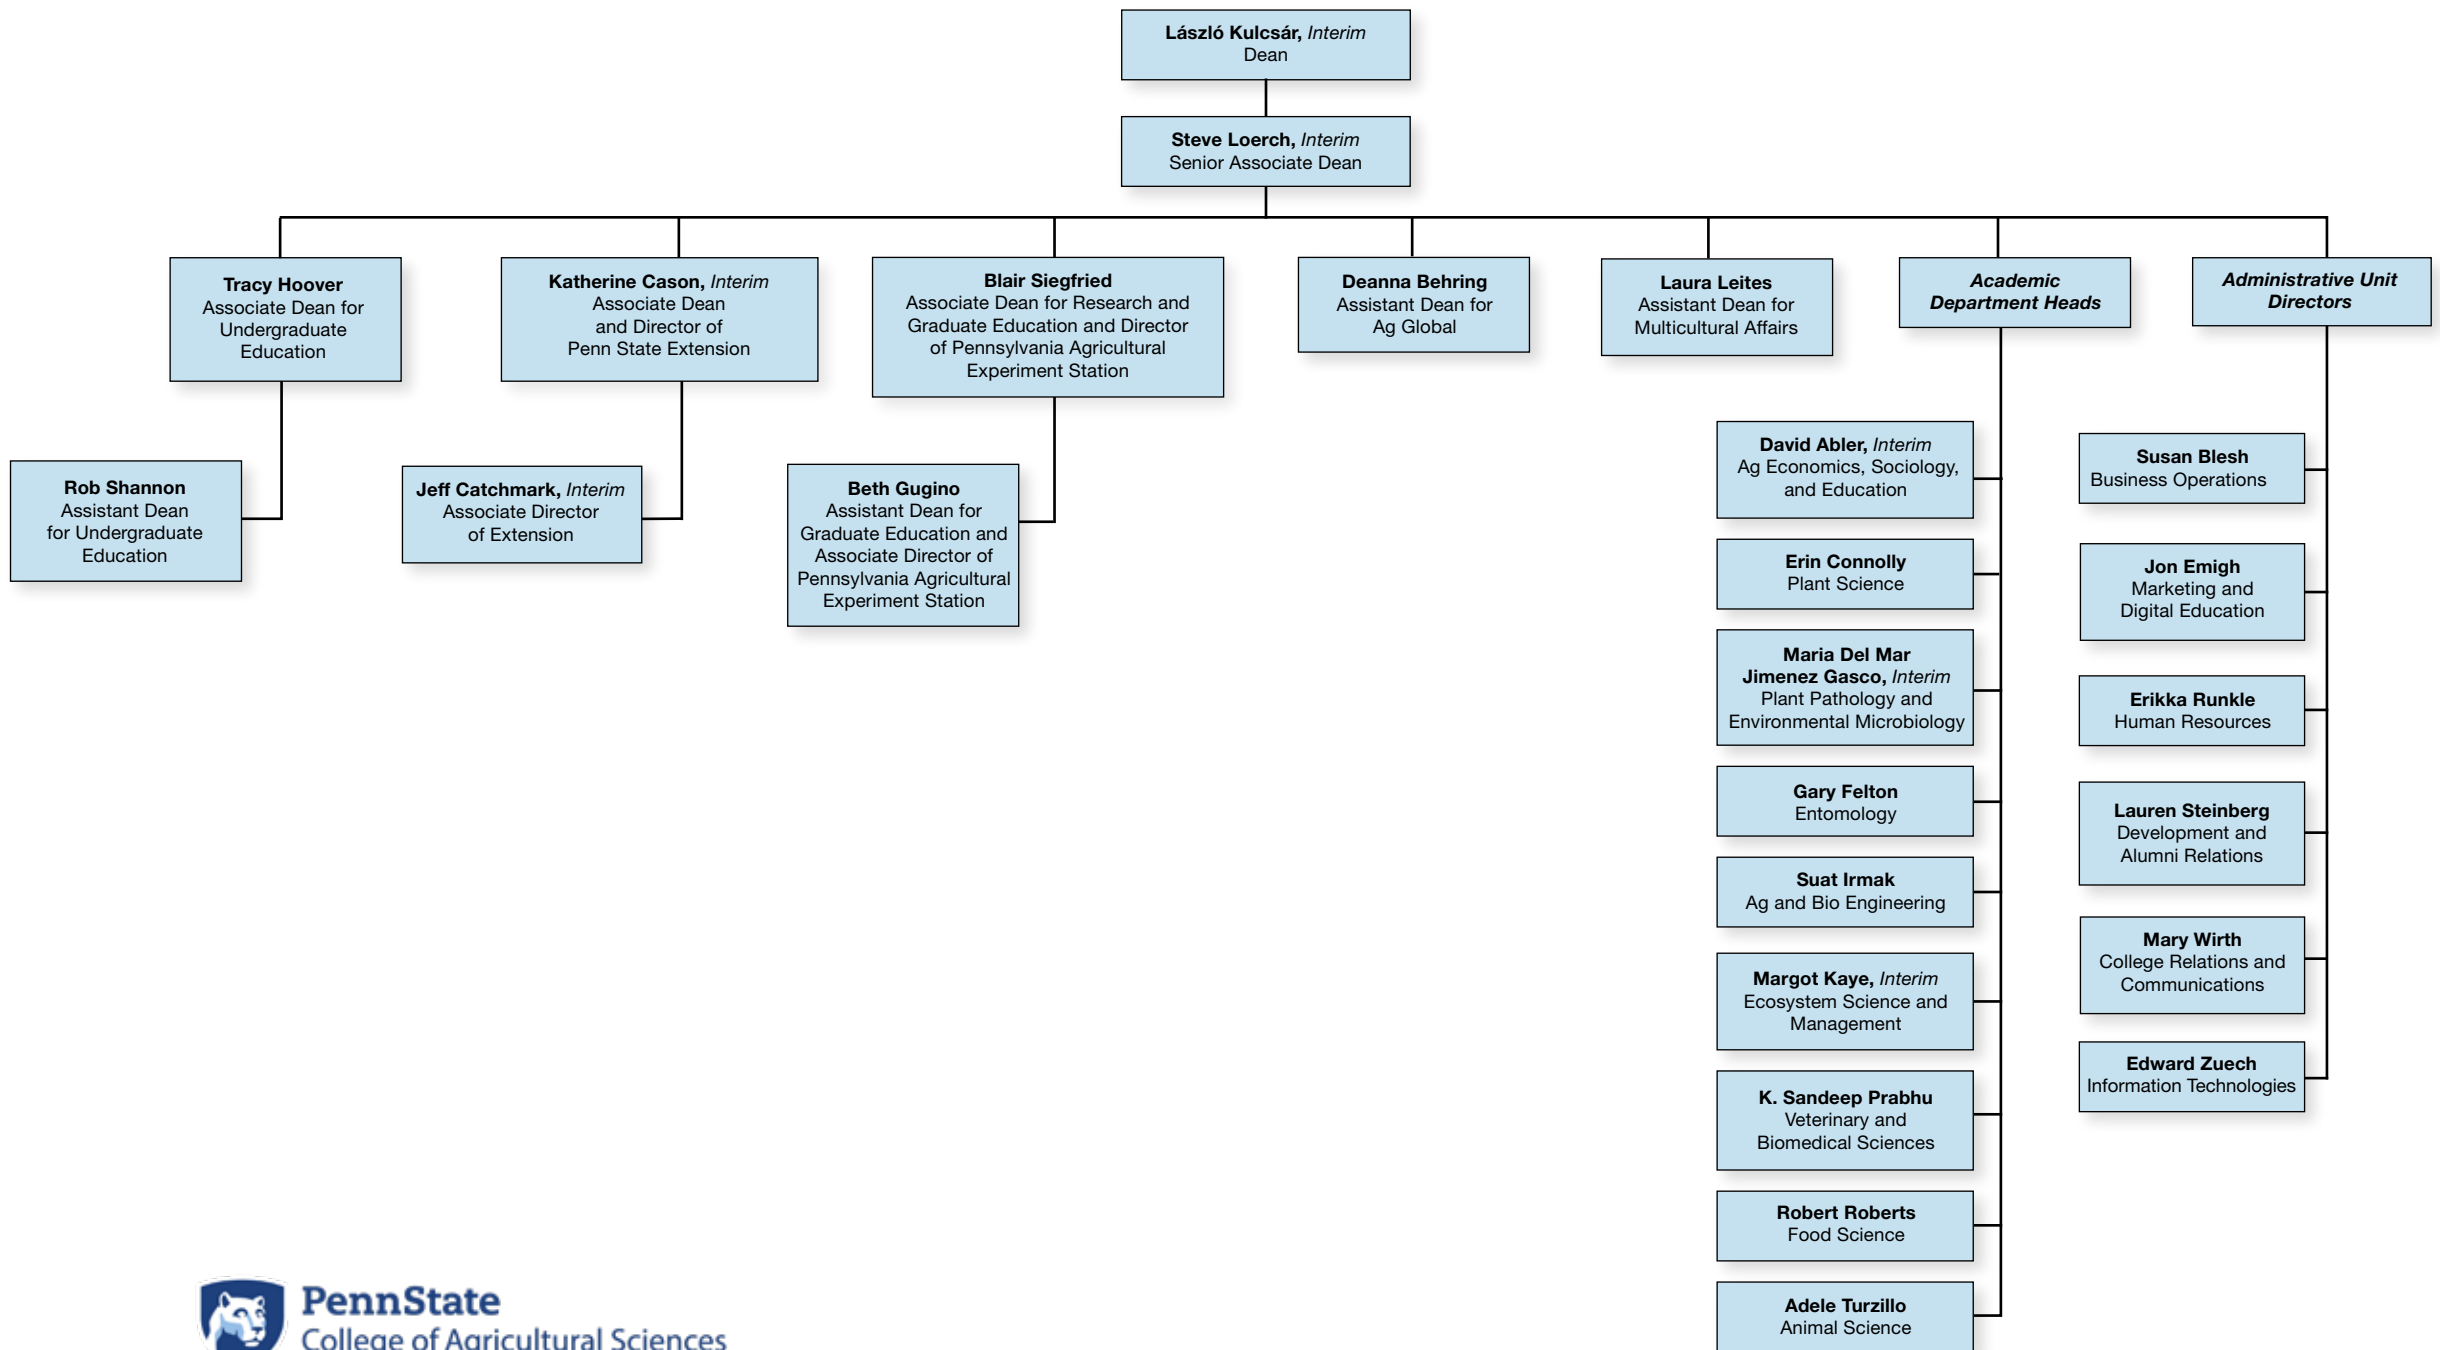 László Kulcsár, Interim
Dean
Steve Loerch, Interim
Senior Associate Dean
Tracy Hoover
Associate Dean for
Undergraduate
Education
Katherine Cason, Interim
Associate Dean
and Director of
Penn State Extension
Blair Siegfried
Associate Dean for Research and
Graduate Education and Director
of Pennsylvania Agricultural
Experiment Station
Deanna Behring
Assistant Dean for
Ag Global
Laura Leites
Assistant Dean for
Multicultural Affairs
Academic
Department Heads
Administrative Unit
Directors
Rob Shannon
Assistant Dean
for Undergraduate
Education
Jeff Catchmark, Interim
Associate Director
of Extension
Beth Gugino
Assistant Dean for
Graduate Education and
Associate Director of
Pennsylvania Agricultural
Experiment Station
David Abler, Interim
Ag Economics, Sociology,
and Education
Erin Connolly
Plant Science
Maria Del Mar
Jimenez Gasco, Interim
Plant Pathology and
Environmental Microbiology
Gary Felton
Entomology
Suat Irmak
Ag and Bio Engineering
Margot Kaye, Interim
Ecosystem Science and
Management
K. Sandeep Prabhu
Veterinary and
Biomedical Sciences
Robert Roberts
Food Science
Adele Turzillo
Animal Science
Susan Blesh
Business Operations
Jon Emigh
Marketing and
Digital Education
Erikka Runkle
Human Resources
Lauren Steinberg
Development and
Alumni Relations
Mary Wirth
College Relations and
Communications
Edward Zuech
Information Technologies
PennState
College of Agricultural Sciences